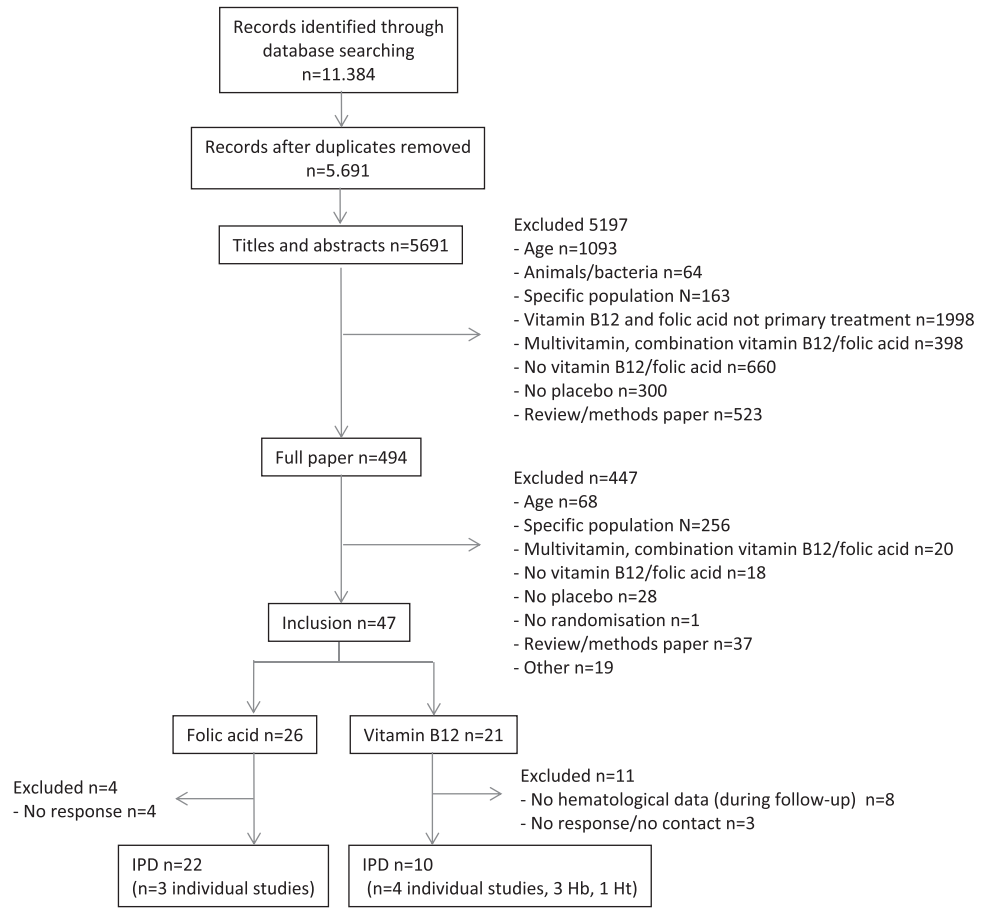 Records identified through
database searching
n=11.384
Records after duplicates removed
n=5.691
Titles and abstracts n=5691
Excluded 5197
- Age n=1093
- Animals/bacteria n=64
- Specific population N=163
- Vitamin B12 and folic acid not primary treatment n=1998
- Multivitamin, combination vitamin B12/folic acid n=398
- No vitamin B12/folic acid n=660
- No placebo n=300
- Review/methods paper n=523
Full paper n=494
Excluded n=447
- Age n=68
- Specific population N=256
- Multivitamin, combination vitamin B12/folic acid n=20
- No vitamin B12/folic acid n=18
- No placebo n=28
- No randomisation n=1
- Review/methods paper n=37
- Other n=19
Inclusion n=47
Folic acid n=26
Vitamin B12 n=21
Excluded n=4
- No response n=4
Excluded n=11
- No hematological data (during follow-up) n=8
- No response/no contact n=3
IPD n=22
(n=3 individual studies)
IPD n=10
(n=4 individual studies, 3 Hb, 1 Ht)